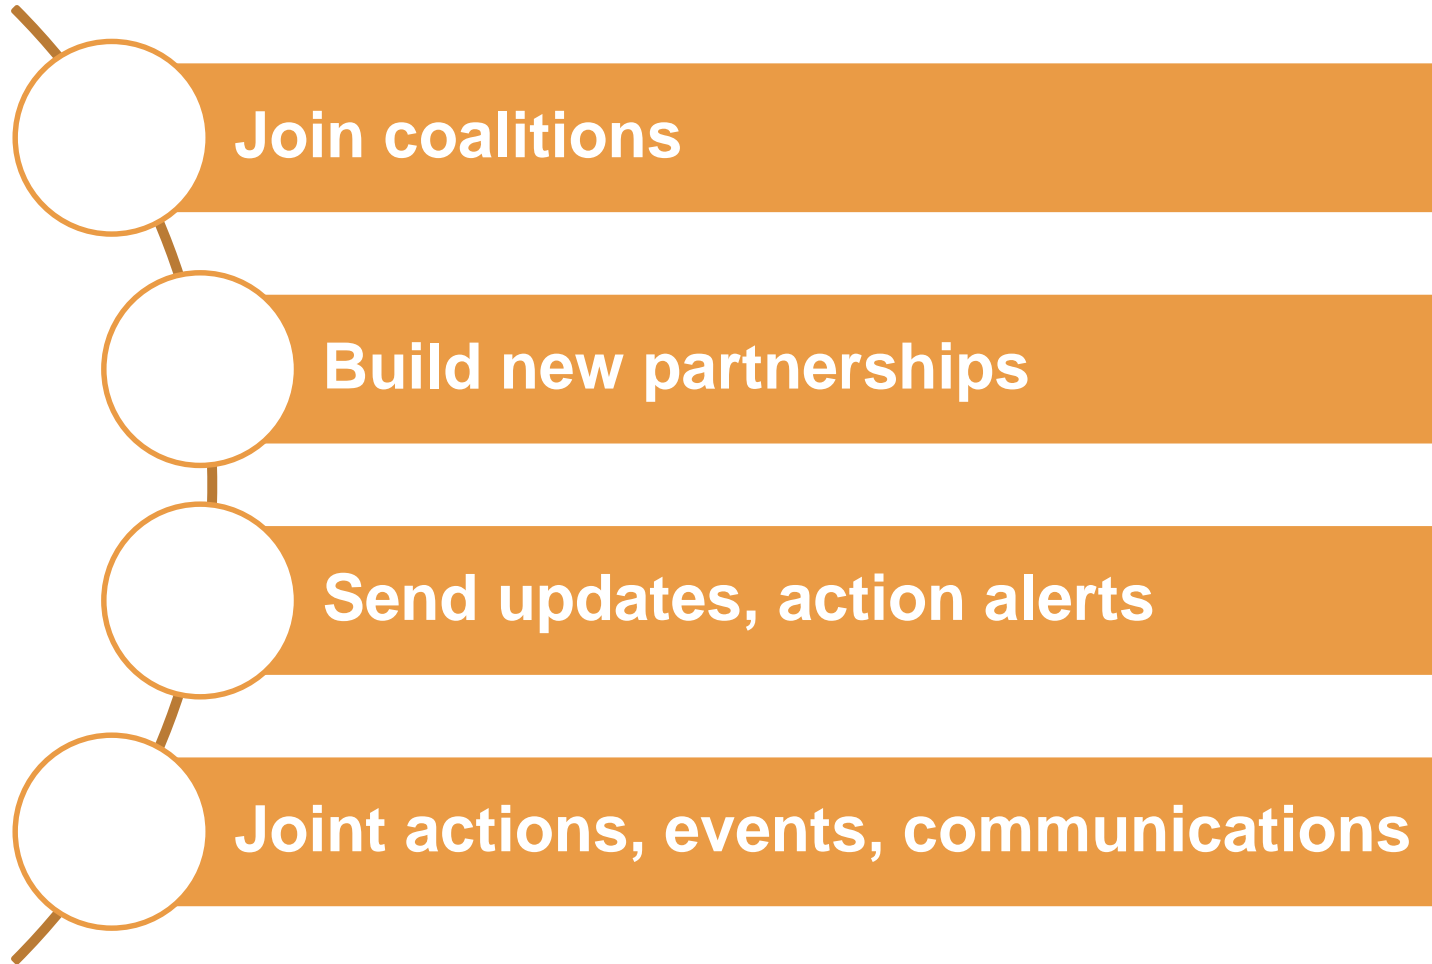 Join coalitions
Build new partnerships
Send updates, action alerts
Joint actions, events, communications